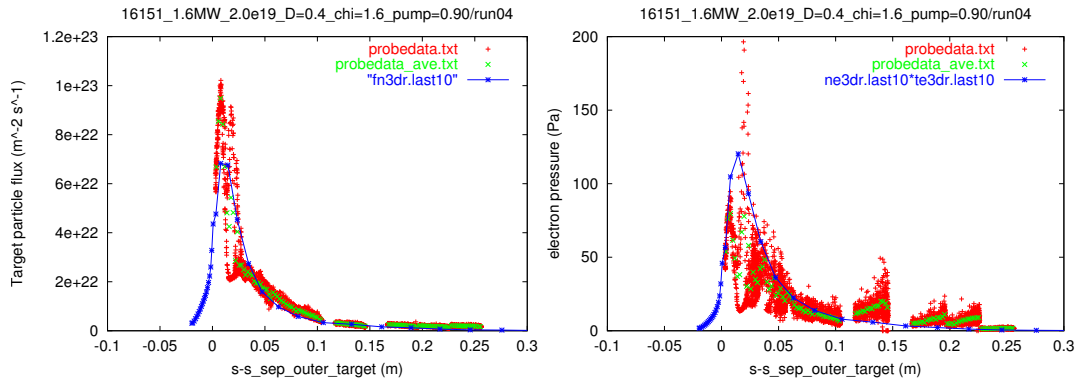 16151_1.6MW_2.0e19_D=0.4_chi=1.6_pump=0.90/run04
1.2e+23
1e+23
8e+22
6e+22
4e+22
2e+22
0
Target particle flux (m^-2 s^-1)
probedata.txt
probedata_ave.txt
"fn3dr.last10"
-0.1 -0.05 0 0.05 0.1 0.15 0.2 0.25 0.3
s-s_sep_outer_target (m)
16151_1.6MW_2.0e19_D=0.4_chi=1.6_pump=0.90/run04
200
150
100
50
0
electron pressure (Pa)
probedata.txt
probedata_ave.txt
ne3dr.last10*te3dr.last10
-0.1 -0.05 0 0.05 0.1 0.15 0.2 0.25 0.3
s-s_sep_outer_target (m)